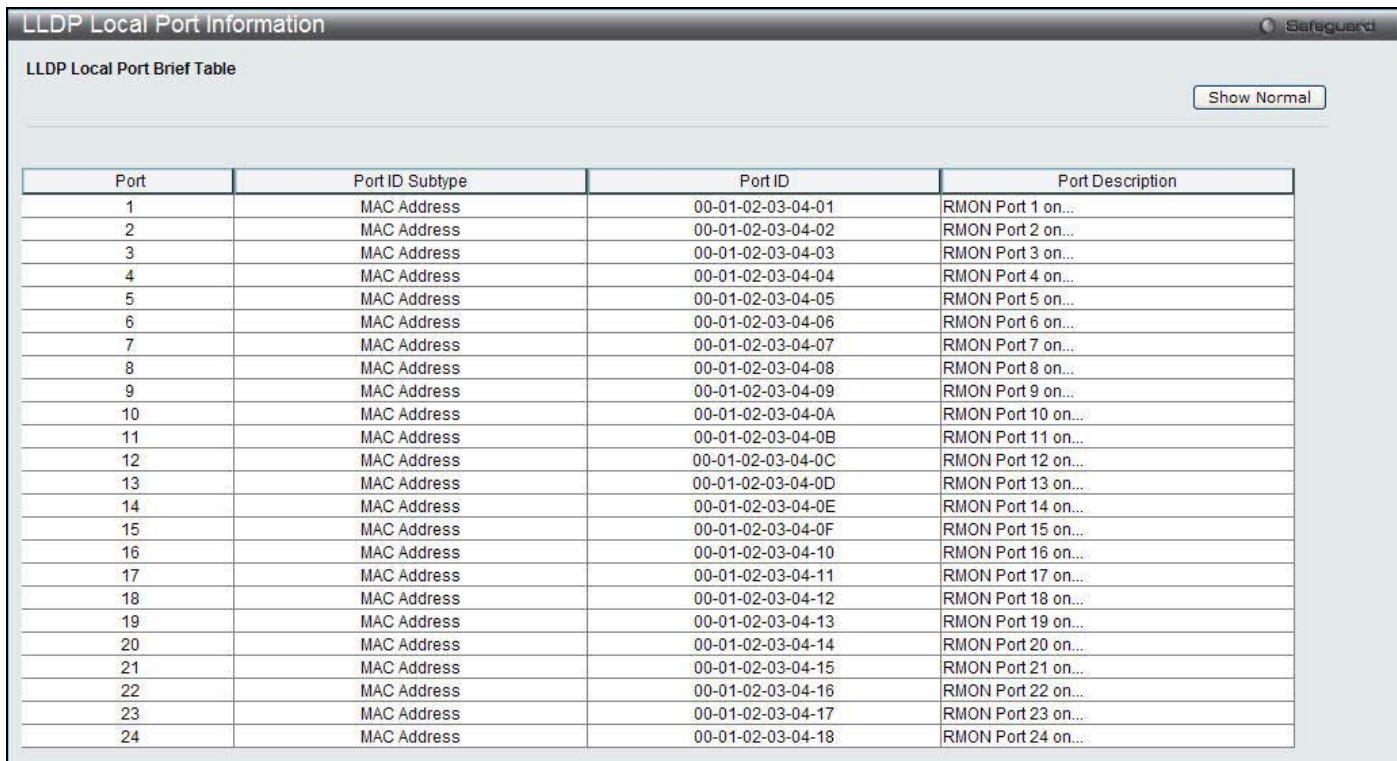 LLDP Local Port Information
Safeguard
LLDP Local Port Brief Table
Show Normal
Port Port ID Subtype Port ID Port Description
1 MAC Address 00-01-02-03-04-01 RMON Port 1 on...
2 MAC Address 00-01-02-03-04-02 RMON Port 2 on...
3 MAC Address 00-01-02-03-04-03 RMON Port 3 on...
4 MAC Address 00-01-02-03-04-04 RMON Port 4 on...
5 MAC Address 00-01-02-03-04-05 RMON Port 5 on...
6 MAC Address 00-01-02-03-04-06 RMON Port 6 on...
7 MAC Address 00-01-02-03-04-07 RMON Port 7 on...
8 MAC Address 00-01-02-03-04-08 RMON Port 8 on...
9 MAC Address 00-01-02-03-04-09 RMON Port 9 on...
10 MAC Address 00-01-02-03-04-0A RMON Port 10 on...
11 MAC Address 00-01-02-03-04-0B RMON Port 11 on...
12 MAC Address 00-01-02-03-04-0C RMON Port 12 on...
13 MAC Address 00-01-02-03-04-0D RMON Port 13 on...
14 MAC Address 00-01-02-03-04-0E RMON Port 14 on...
15 MAC Address 00-01-02-03-04-0F RMON Port 15 on...
16 MAC Address 00-01-02-03-04-10 RMON Port 16 on...
17 MAC Address 00-01-02-03-04-11 RMON Port 17 on...
18 MAC Address 00-01-02-03-04-12 RMON Port 18 on...
19 MAC Address 00-01-02-03-04-13 RMON Port 19 on...
20 MAC Address 00-01-02-03-04-14 RMON Port 20 on...
21 MAC Address 00-01-02-03-04-15 RMON Port 21 on...
22 MAC Address 00-01-02-03-04-16 RMON Port 22 on...
23 MAC Address 00-01-02-03-04-17 RMON Port 23 on...
24 MAC Address 00-01-02-03-04-18 RMON Port 24 on...